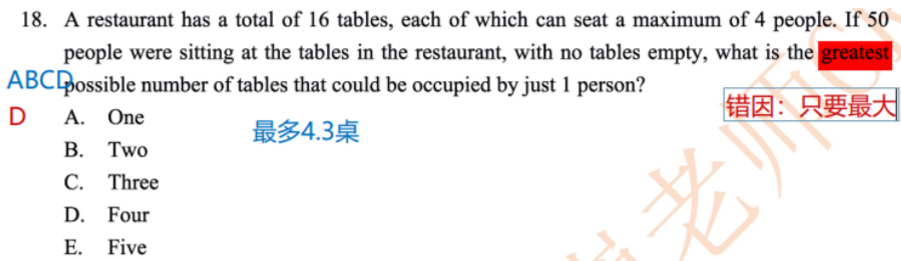 18. A restaurant has a total of 16 tables, each of which can seat a maximum of 4 people. If 50
people were sitting at the tables in the restaurant, with no tables empty, what is the greatest
ABCD possible number of tables that could be occupied by just 1 person?
错因：只要最大
D A. One
最多4.3桌
B. Two
C. Three
D. Four
E. Five
老师